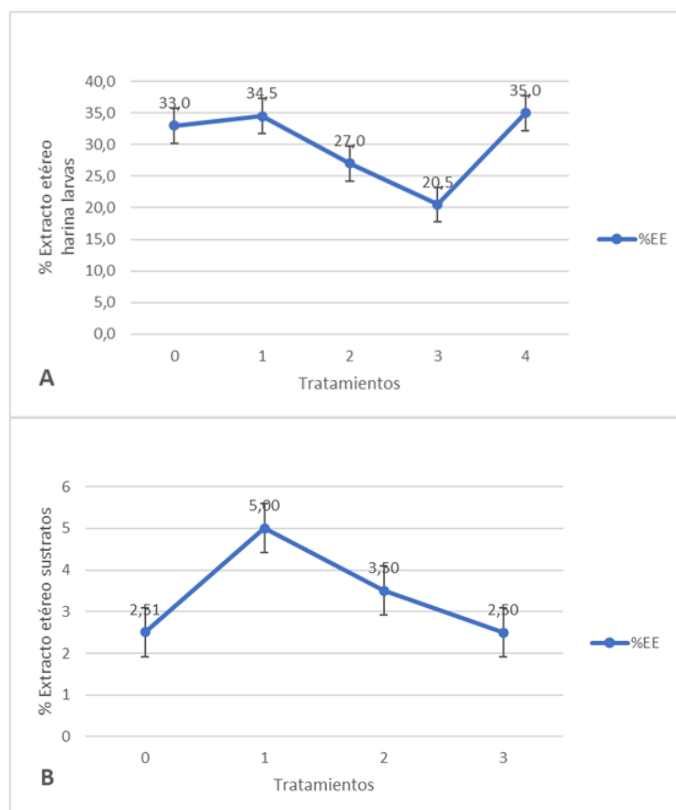 40,0
35,0
30,0
25,0
20,0
15,0
10,0
5,0
0,0
33,0
34,5
27,0
20,5
35,0
% Extracto etéreo
harina larvas
%EE
0 1 2 3 4
Tratamientos
A
6
5
4
3
2
1
0
2,51
5,00
3,50
2,50
% Extracto etéreo sustratos
%EE
0 1 2 3
Tratamientos
B